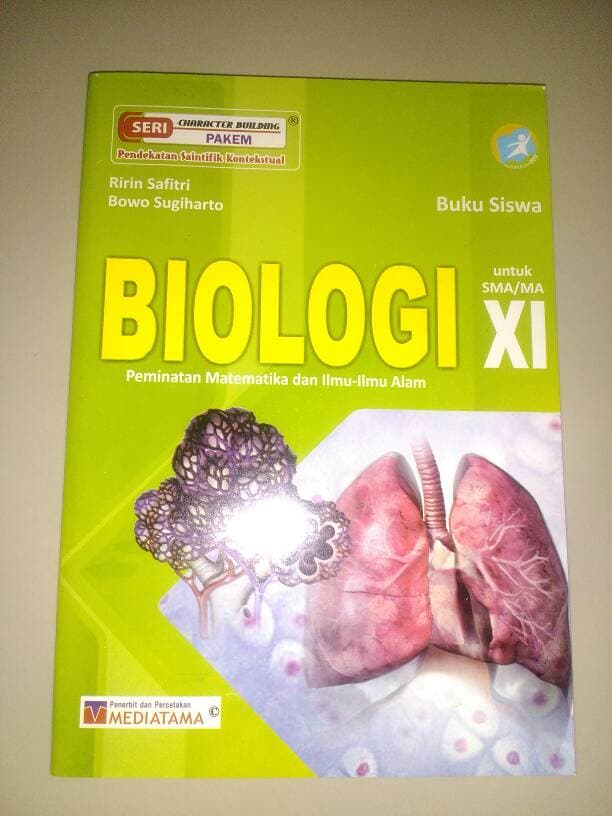 SERI CHARACTER BUILDING ®
PAKEM
Pendekatan Saintifik Kontekstual
Ririn Safitri
Bowo Sugiharto
Buku Siswa
BIOLOGI
untuk
SMA/MA
XI
Peminatan Matematika dan Ilmu-Ilmu Alam
Penerbit dan Percetakan
MEDIATAMA ©